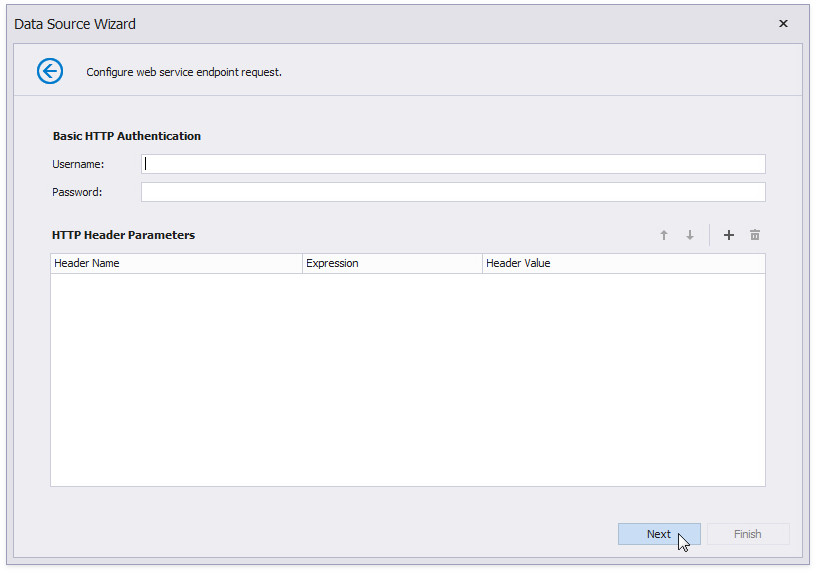 Data Source Wizard
Configure web service endpoint request.
Basic HTTP Authentication
Username:
Password:
HTTP Header Parameters
Header Name Expression Header Value
Next Finish